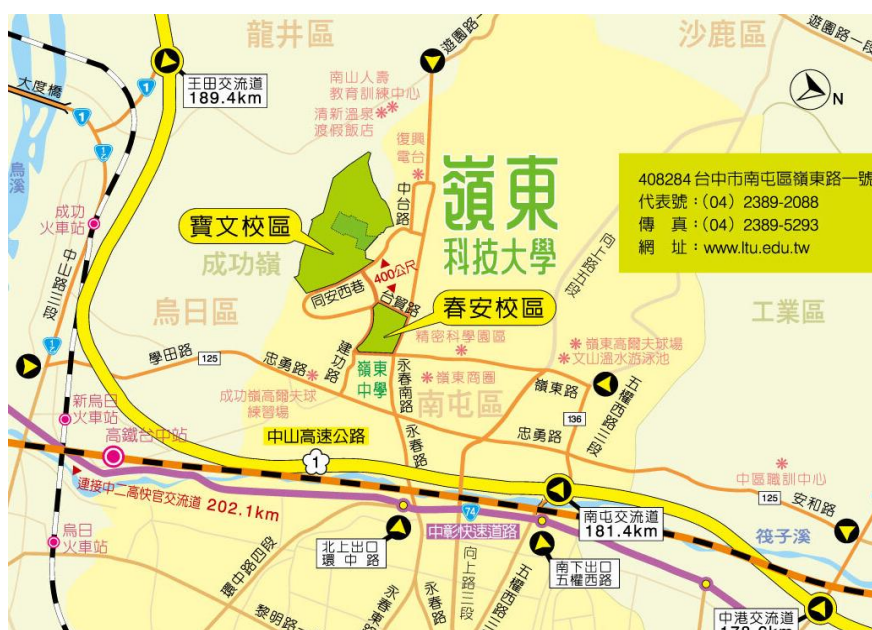 龍井區
沙鹿區
遊園路
遊園路一段
王田交流道
189.4km
南山人壽
教育訓練中心
清新溫泉
渡假飯店
大度橋
1
1
1乙
復興
電台
N
烏溪
嶺東
科技大學
408284台中市南屯區嶺東路一號
代表號:(04) 2389-2088
傳 真:(04) 2389-5293
網 址:www.ltu.edu.tw
成功
火車站
寶文校區
中台路
向上路五段
成功嶺
400公尺
同安西巷
台貿路
春安校區
工業區
中山路三段
烏日區
精密科學園區
嶺東高爾夫球場
文山溫水游泳池
1乙
學田路
125
忠勇路
建功路
嶺東
中學
永春南路
嶺東商圈
嶺東路
五權西路三段
成功嶺高爾夫球
練習場
南屯區
136
新烏日
火車站
高鐵台中站
中山高速公路
1
永春路
忠勇路
中區職訓中心
125
安和路
連接中二高快官交流道 202.1km
74
中彰快速道路
南屯交流道
181.4km
筏子溪
烏日
火車站
北上出口
環中路
南下出口
五權西路
環中路四段
向上路三段
五權西路二段
永春東
永春路
黎明路
中港交流道